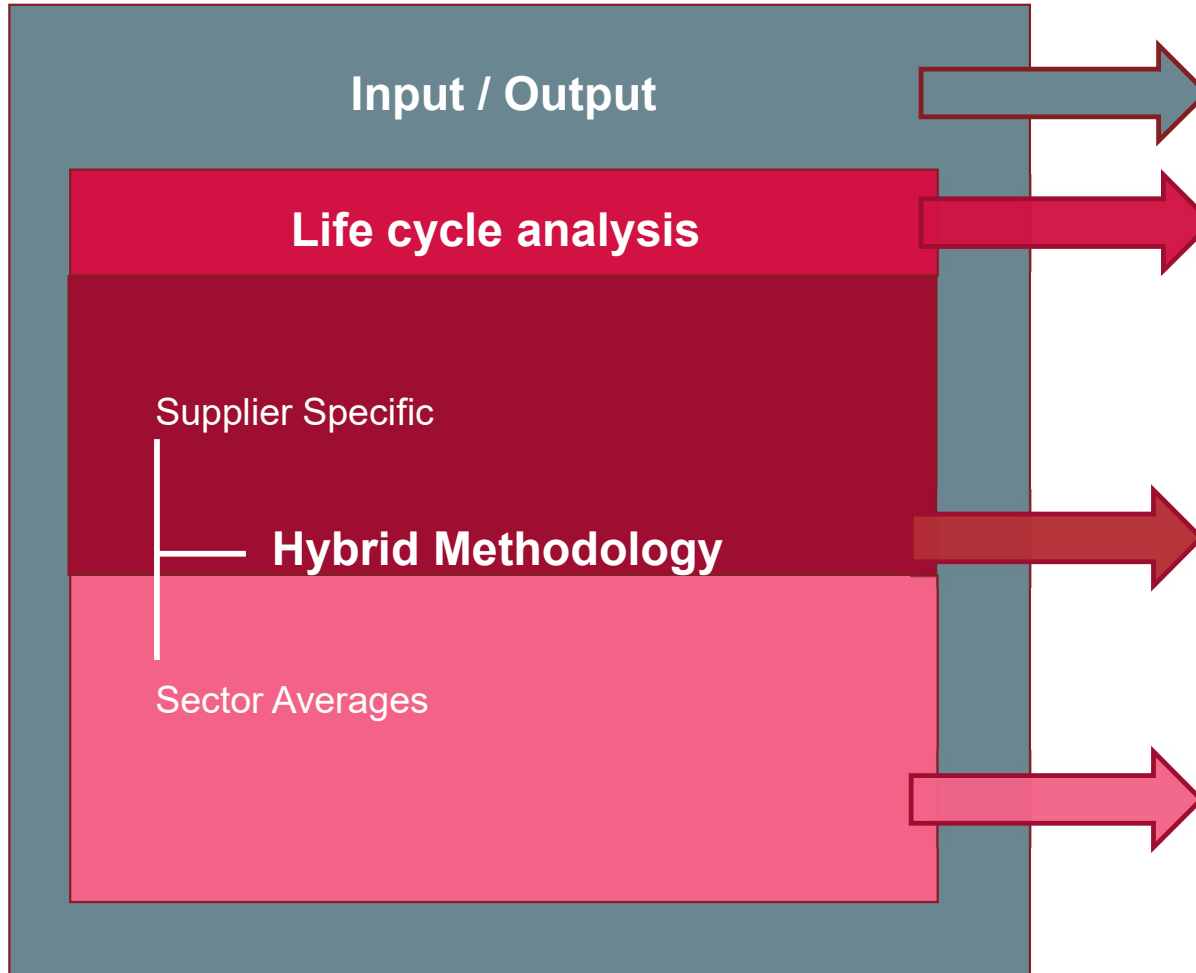 Input / Output
Life cycle analysis
Supplier Specific
Hybrid Methodology
Sector Averages